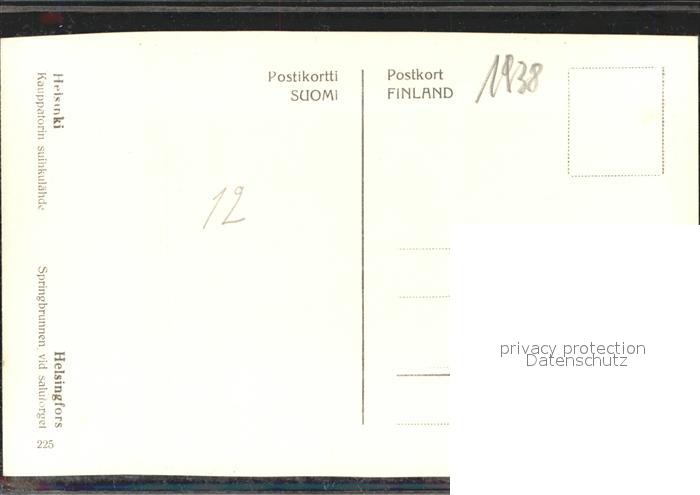 Helsinki
Kauppatorin suihkulähde
Helsingfors
Springbrunnen vid salutorget
225
Postikortti
SUOMI
Postkort
FINLAND
1938
12
privacy protection
Datenschutz